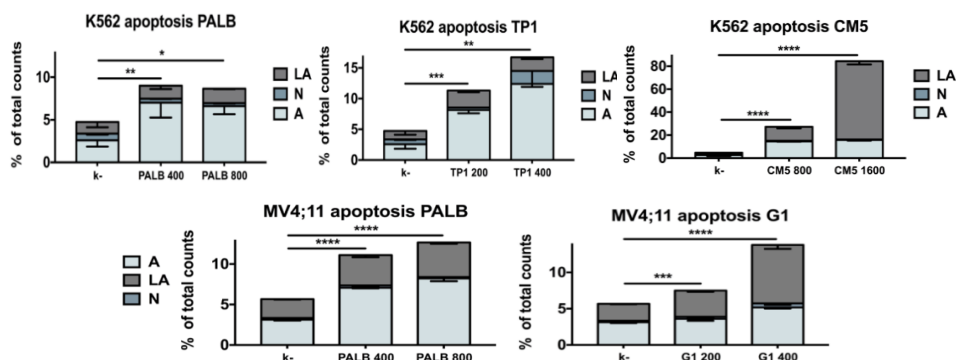 K562 apoptosis PALB
% of total counts
10
5
0
*
**
k-
PALB 400
PALB 800
LA
N
A
K562 apoptosis TP1
% of total counts
15
10
5
0
**
***
k-
TP1 200
TP1 400
LA
N
A
K562 apoptosis CM5
% of total counts
80
60
40
20
0
****
****
k-
CM5 800
CM5 1600
LA
N
A
MV4;11 apoptosis PALB
A
LA
N
% of total counts
10
5
0
****
****
k-
PALB 400
PALB 800
MV4;11 apoptosis G1
% of total counts
10
5
0
****
***
k-
G1 200
G1 400